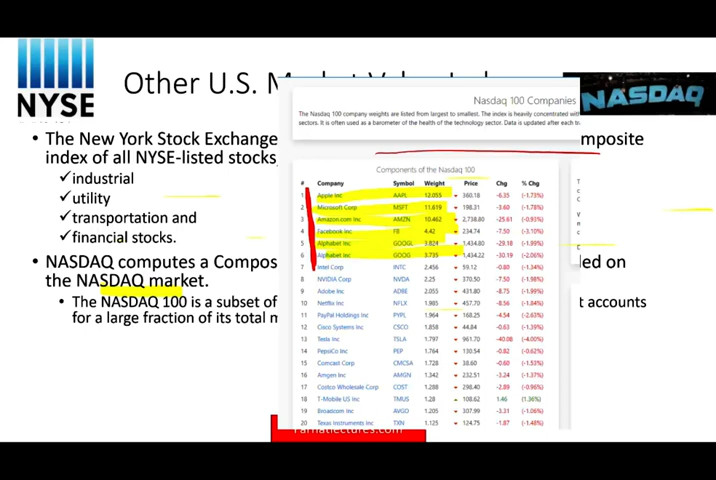 NYSE
Other U.S.
NASDAQ
• The New York Stock Exchange
index of all NYSE-listed stocks,
✓industrial
✓utility
✓transportation and
✓financial stocks.
• NASDAQ computes a Compos
the NASDAQ market.
• The NASDAQ 100 is a subset of
for a large fraction of its total m
omposite
ed on
t accounts
Nasdaq 100 Companies
The Nasdaq 100 company weights are listed from largest to smallest. The index is heavily concentrated with
sectors. It is often used as a barometer of the health of the technology sector. Data is updated after each tra
Components of the Nasdaq 100
# Company Symbol Weight Price Chg % Chg
1 Apple Inc AAPL 12.055 360.18 -6.35 (-1.73%)
2 Microsoft Corp MSFT 11.619 198.31 -3.60 (-1.78%)
3 Amazon.com Inc AMZN 10.462 2,738.80 -25.61 (-0.93%)
4 Facebook Inc FB 4.42 234.74 -7.50 (-3.10%)
5 Alphabet Inc GOOGL 3.824 1,434.80 -29.18 (-1.99%)
6 Alphabet Inc GOOG 3.735 1,434.22 -30.19 (-2.06%)
7 Intel Corp INTC 2.456 59.12 -0.80 (-1.34%)
8 NVIDIA Corp NVDA 2.25 370.50 -7.50 (-1.98%)
9 Adobe Inc ADBE 2.055 431.80 -8.75 (-1.99%)
10 Netflix Inc NFLX 1.985 457.70 -8.56 (-1.84%)
11 PayPal Holdings Inc PYPL 1.964 168.25 -4.54 (-2.63%)
12 Cisco Systems Inc CSCO 1.858 44.84 -0.63 (-1.39%)
13 Tesla Inc TSLA 1.797 961.70 -40.08 (-4.00%)
14 PepsiCo Inc PEP 1.764 130.54 -0.82 (-0.62%)
15 Comcast Corp CMCSA 1.728 38.60 -0.60 (-1.53%)
16 Amgen Inc AMGN 1.342 232.51 -3.24 (-1.37%)
17 Costco Wholesale Corp COST 1.288 298.40 -2.89 (-0.96%)
18 T-Mobile US Inc TMUS 1.28 108.62 1.46 (1.36%)
19 Broadcom Inc AVGO 1.205 307.99 -3.31 (-1.06%)
20 Texas Instruments Inc TXN 1.125 124.75 -1.87 (-1.48%)